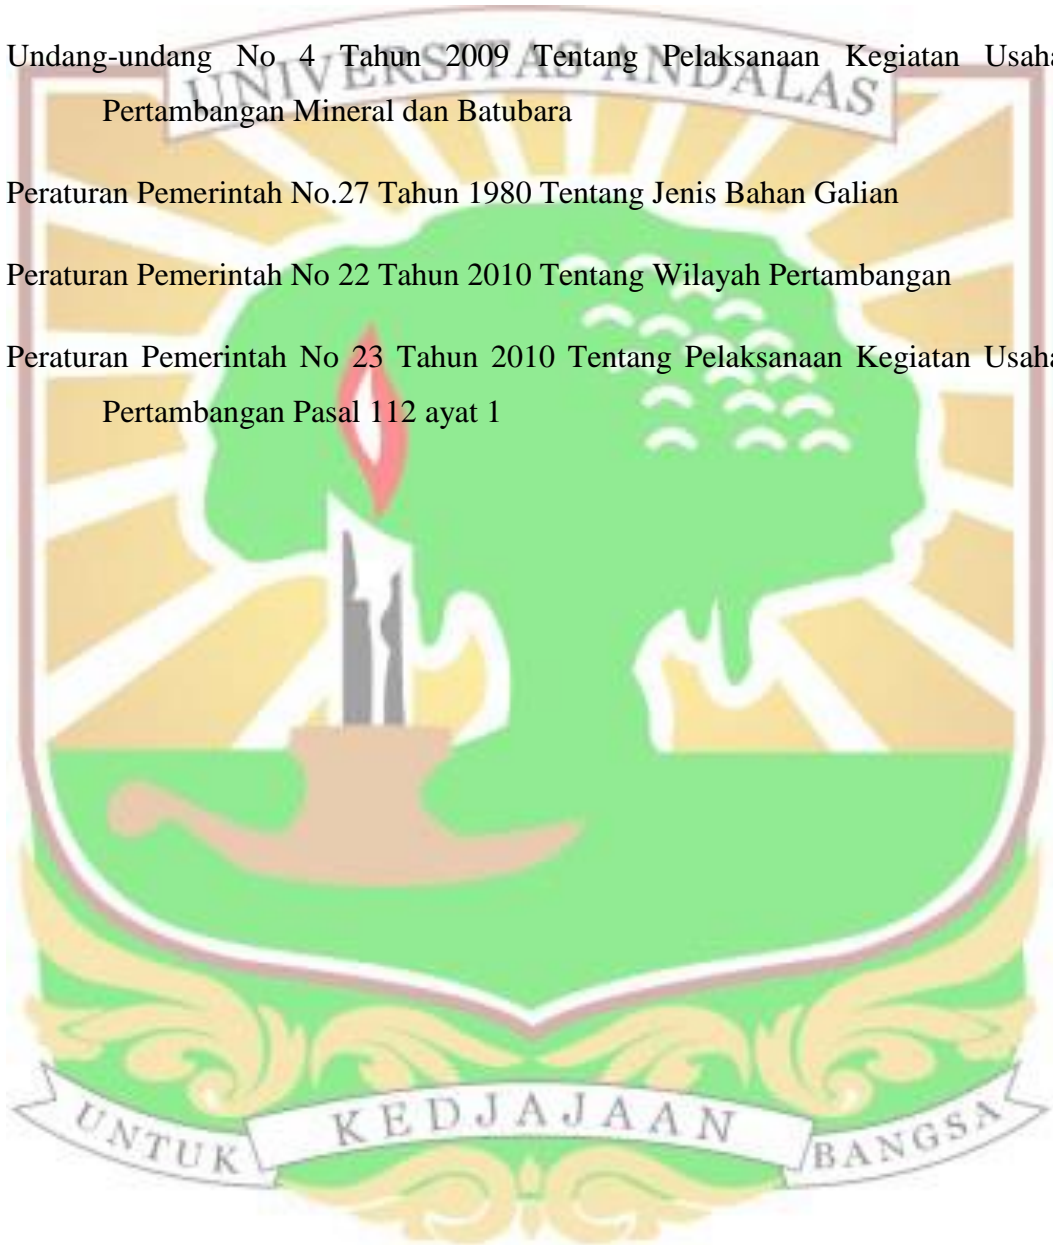 Undang-undang No 4 Tahun 2009 Tentang Pelaksanaan Kegiatan Usaha
UNIVERSITAS ANDALAS
Pertambangan Mineral dan Batubara
Peraturan Pemerintah No.27 Tahun 1980 Tentang Jenis Bahan Galian
Peraturan Pemerintah No 22 Tahun 2010 Tentang Wilayah Pertambangan
Peraturan Pemerintah No 23 Tahun 2010 Tentang Pelaksanaan Kegiatan Usaha
Pertambangan Pasal 112 ayat 1
UNTUK KEDJAJAAN BANGSA